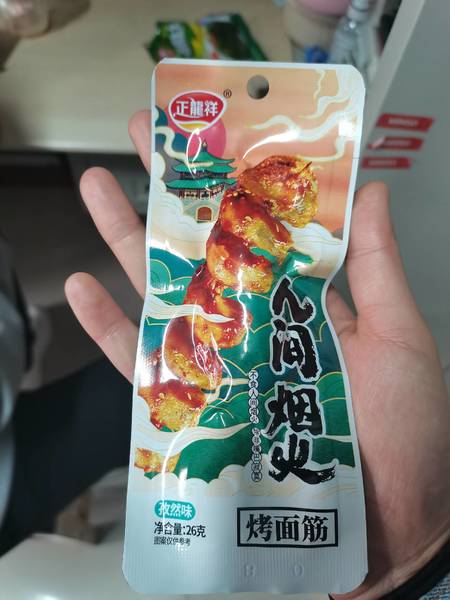 正龍祥
®
人间烟火
孜然味
净含量:26克
图案仅供参考
烤面筋